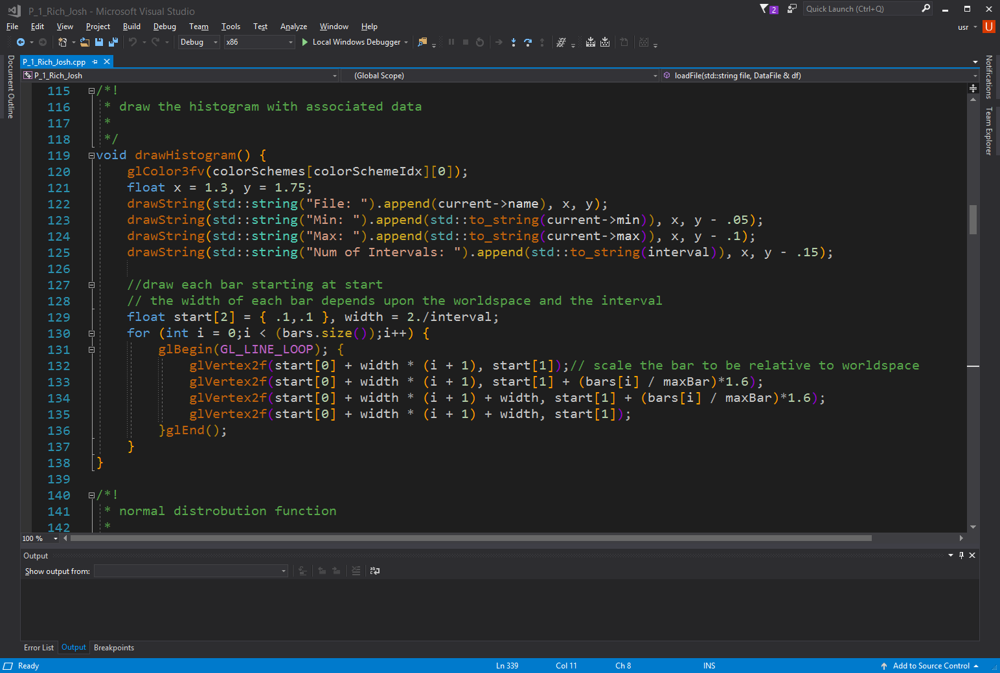 P_1_Rich_Josh - Microsoft Visual Studio
2
Quick Launch (Ctrl+Q)
File Edit View Project Build Debug Team Tools Test Analyze Window Help
usr U
Debug x86 Local Windows Debugger
Document Outline
P_1_Rich_Josh.cpp
Notifications
Team Explorer
P_1_Rich_Josh (Global Scope) loadFile(std::string file, DataFile & df)
115 /*!
116 * draw the histogram with associated data
117 *
118 */
119 void drawHistogram() {
120 glColor3fv(colorSchemes[colorSchemeIdx][0]);
121 float x = 1.3, y = 1.75;
122 drawString(std::string("File: ").append(current->name), x, y);
123 drawString(std::string("Min: ").append(std::to_string(current->min)), x, y - .05);
124 drawString(std::string("Max: ").append(std::to_string(current->max)), x, y - .1);
125 drawString(std::string("Num of Intervals: ").append(std::to_string(interval)), x, y - .15);
126
127 //draw each bar starting at start
128 // the width of each bar depends upon the worldspace and the interval
129 float start[2] = { .1,.1 }, width = 2./interval;
130 for (int i = 0;i < (bars.size());i++) {
131 glBegin(GL_LINE_LOOP); {
132 glVertex2f(start[0] + width * (i + 1), start[1]);// scale the bar to be relative to worldspace
133 glVertex2f(start[0] + width * (i + 1), start[1] + (bars[i] / maxBar)*1.6);
134 glVertex2f(start[0] + width * (i + 1) + width, start[1] + (bars[i] / maxBar)*1.6);
135 glVertex2f(start[0] + width * (i + 1) + width, start[1]);
136 }glEnd();
137 }
138 }
139
140 /*!
141 * normal distrobution function
142 *
100 %
Output
Show output from:
Error List Output Breakpoints
Ready Ln 339 Col 11 Ch 8 INS Add to Source Control